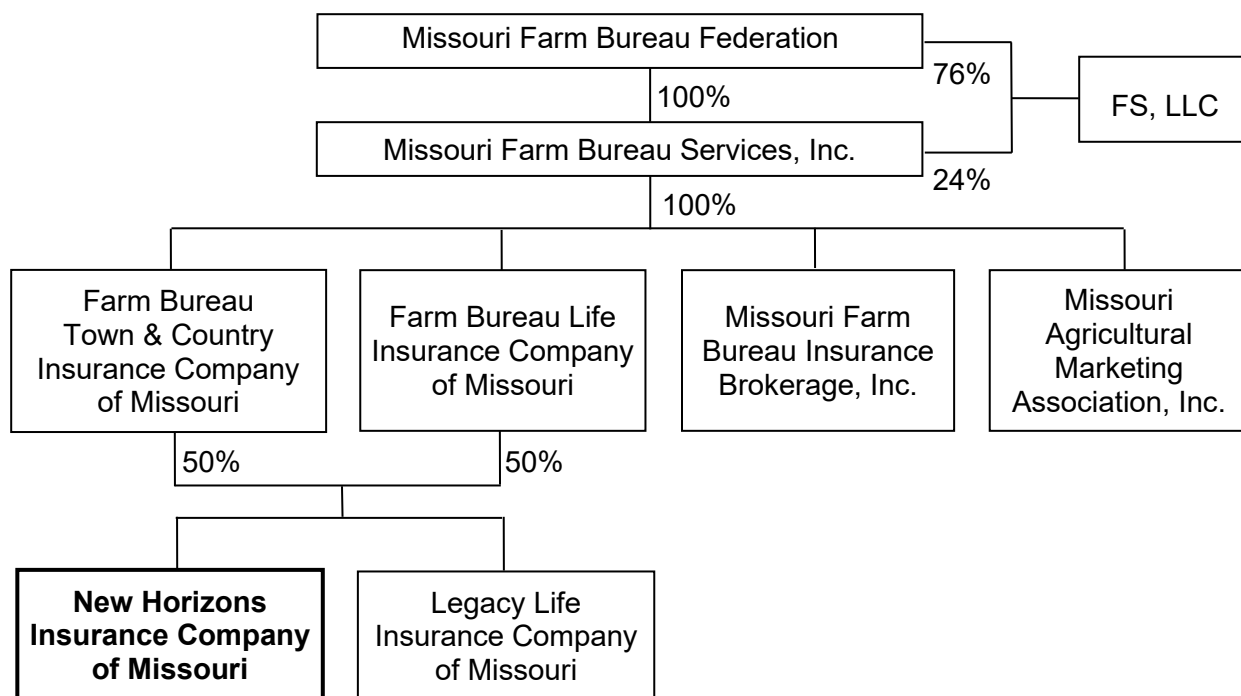 Missouri Farm Bureau Federation
76%
100%
FS, LLC
Missouri Farm Bureau Services, Inc.
24%
100%
Farm Bureau
Town & Country
Insurance Company
of Missouri
Farm Bureau Life
Insurance Company
of Missouri
Missouri Farm
Bureau Insurance
Brokerage, Inc.
Missouri
Agricultural
Marketing
Association, Inc.
50%
50%
New Horizons
Insurance Company
of Missouri
Legacy Life
Insurance Company
of Missouri